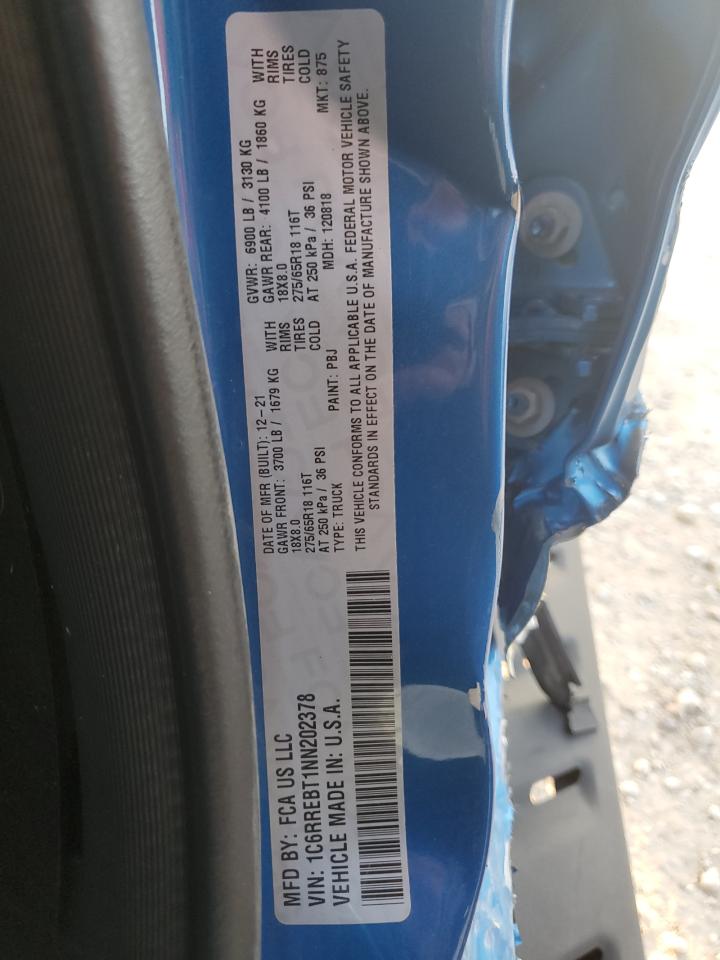 MFD BY: FCA US LLC
VIN: 1C6RREBT1NN202378
VEHICLE MADE IN: U.S.A.
DATE OF MFR (BUILT): 12-21 GVWR: 6900 LB / 3130 KG
GAWR FRONT: 3700 LB / 1679 KG WITH GAWR REAR: 4100 LB / 1860 KG WITH
18X8.0 RIMS 18X8.0 RIMS
275/65R18 116T TIRES 275/65R18 116T TIRES
AT 250 kPa / 36 PSI COLD AT 250 kPa / 36 PSI COLD
TYPE: TRUCK PAINT: PBJ MDH: 120818 MKT: 875
THIS VEHICLE CONFORMS TO ALL APPLICABLE U.S.A. FEDERAL MOTOR VEHICLE SAFETY
STANDARDS IN EFFECT ON THE DATE OF MANUFACTURE SHOWN ABOVE.